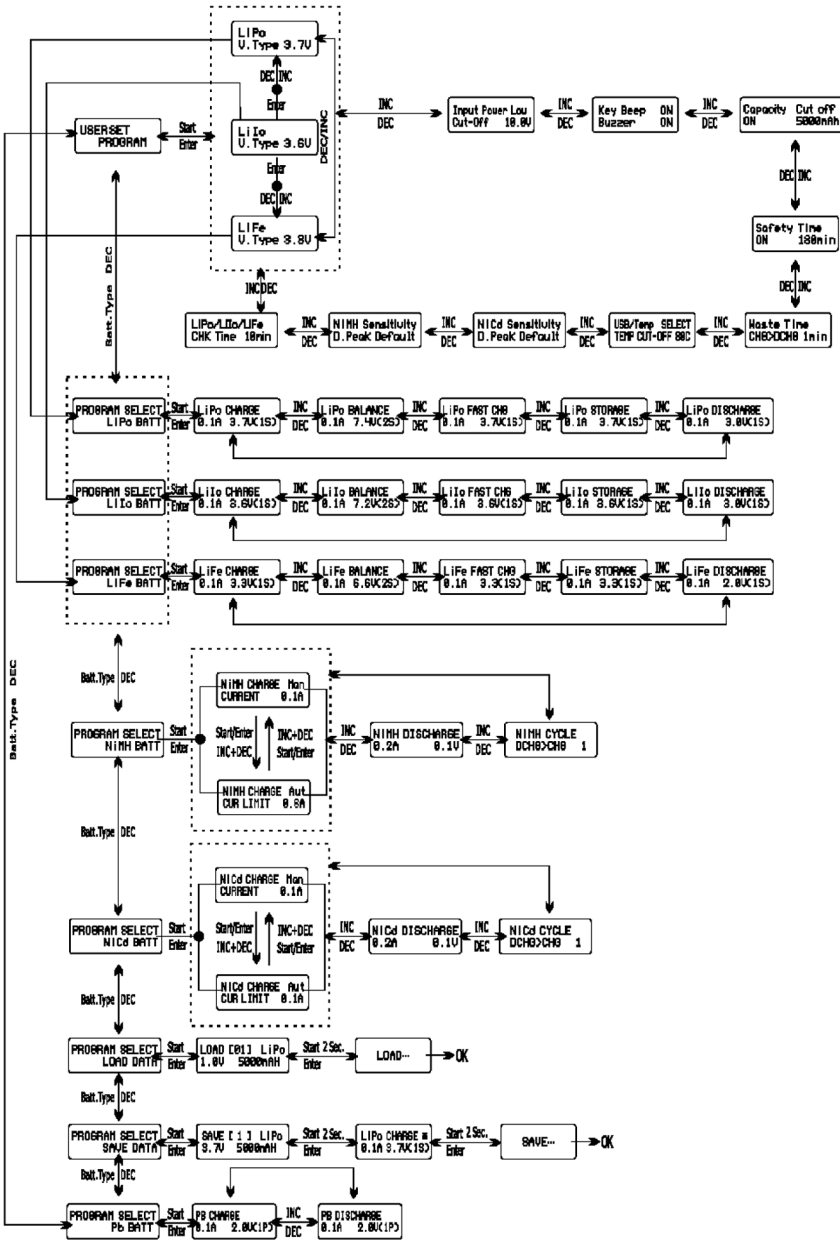 LiPo
V.Type 3.7V
DEC INC
Enter
LiIo
V.Type 3.6V
Enter
DEC INC
LiFe
V.Type 3.8V
DEC/INC
USER SET
PROGRAM
Start
Enter
INC
DEC
Input Power Low
Cut-Off 10.0V
INC
DEC
Key Beep ON
Buzzer ON
INC
DEC
Capacity Cut off
ON 5000mAh
DEC INC
Safety Time
ON 180min
DEC INC
Waste Time
CHG>DCHG 1min
INC
DEC
USB/Temp SELECT
TEMP CUT-OFF 80C
INC
DEC
NiCd Sensitivity
D.Peak Default
INC
DEC
NiMH Sensitivity
D.Peak Default
INC
DEC
LiPo/LiIo/LiFe
CHK Time 10min
INC DEC
Batt.Type DEC
PROGRAM SELECT
LiPo BATT
Start
Enter
LiPo CHARGE
0.1A 3.7V(1S)
INC
DEC
LiPo BALANCE
0.1A 7.4V(2S)
INC
DEC
LiPo FAST CHG
0.1A 3.7V(1S)
INC
DEC
LiPo STORAGE
0.1A 3.7V(1S)
INC
DEC
LiPo DISCHARGE
0.1A 3.0V(1S)
PROGRAM SELECT
LiIo BATT
Start
Enter
LiIo CHARGE
0.1A 3.6V(1S)
INC
DEC
LiIo BALANCE
0.1A 7.2V(2S)
INC
DEC
LiIo FAST CHG
0.1A 3.6V(1S)
INC
DEC
LiIo STORAGE
0.1A 3.6V(1S)
INC
DEC
LiIo DISCHARGE
0.1A 3.0V(1S)
PROGRAM SELECT
LiFe BATT
Start
Enter
LiFe CHARGE
0.1A 3.3V(1S)
INC
DEC
LiFe BALANCE
0.1A 6.6V(2S)
INC
DEC
LiFe FAST CHG
0.1A 3.3(1S)
INC
DEC
LiFe STORAGE
0.1A 3.3(1S)
INC
DEC
LiFe DISCHARGE
0.1A 2.0V(1S)
Batt.Type DEC
Batt.Type DEC
PROGRAM SELECT
NiMH BATT
Start
Enter
NiMH CHARGE Man
CURRENT 0.1A
Start/Enter
INC+DEC
INC+DEC
Start/Enter
NiMH CHARGE Aut
CUR LIMIT 0.8A
INC
DEC
NiMH DISCHARGE
0.2A 0.1V
INC
DEC
NiMH CYCLE
DCHG>CHG 1
Batt.Type DEC
PROGRAM SELECT
NiCd BATT
Start
Enter
NiCd CHARGE Man
CURRENT 0.1A
Start/Enter
INC+DEC
INC+DEC
Start/Enter
NiCd CHARGE Aut
CUR LIMIT 0.1A
INC
DEC
NiCd DISCHARGE
0.2A 0.1V
INC
DEC
NiCd CYCLE
DCHG>CHG 1
Batt.Type DEC
PROGRAM SELECT
LOAD DATA
Start
Enter
LOAD [01] LiPo
1.0V 5000mAH
Start 2 Sec.
Enter
LOAD…
OK
Batt.Type DEC
PROGRAM SELECT
SAVE DATA
Start
Enter
SAVE [ 1 ] LiPo
3.7V 5000mAH
Start 2 Sec.
Enter
LiPo CHARGE
0.1A 3.7V(1S)
Start 2 Sec.
Enter
SAVE…
OK
Batt.Type DEC
PROGRAM SELECT
Pb BATT
Start
Enter
PB CHARGE
0.1A 2.0V(1P)
INC
DEC
PB DISCHARGE
0.1A 2.0V(1P)